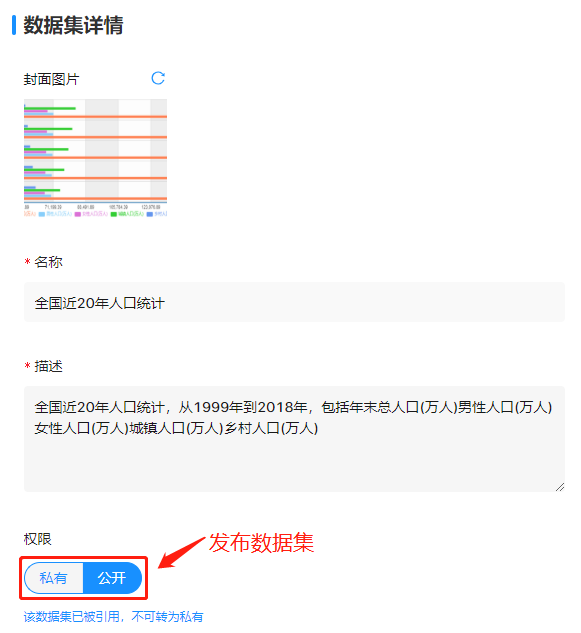 数据集详情
封面图片
* 名称
全国近20年人口统计
* 描述
全国近20年人口统计，从1999年到2018年，包括年末总人口(万人)男性人口(万人)
女性人口(万人)城镇人口(万人)乡村人口(万人)
权限
发布数据集
私有 公开
该数据集已被引用，不可转为私有